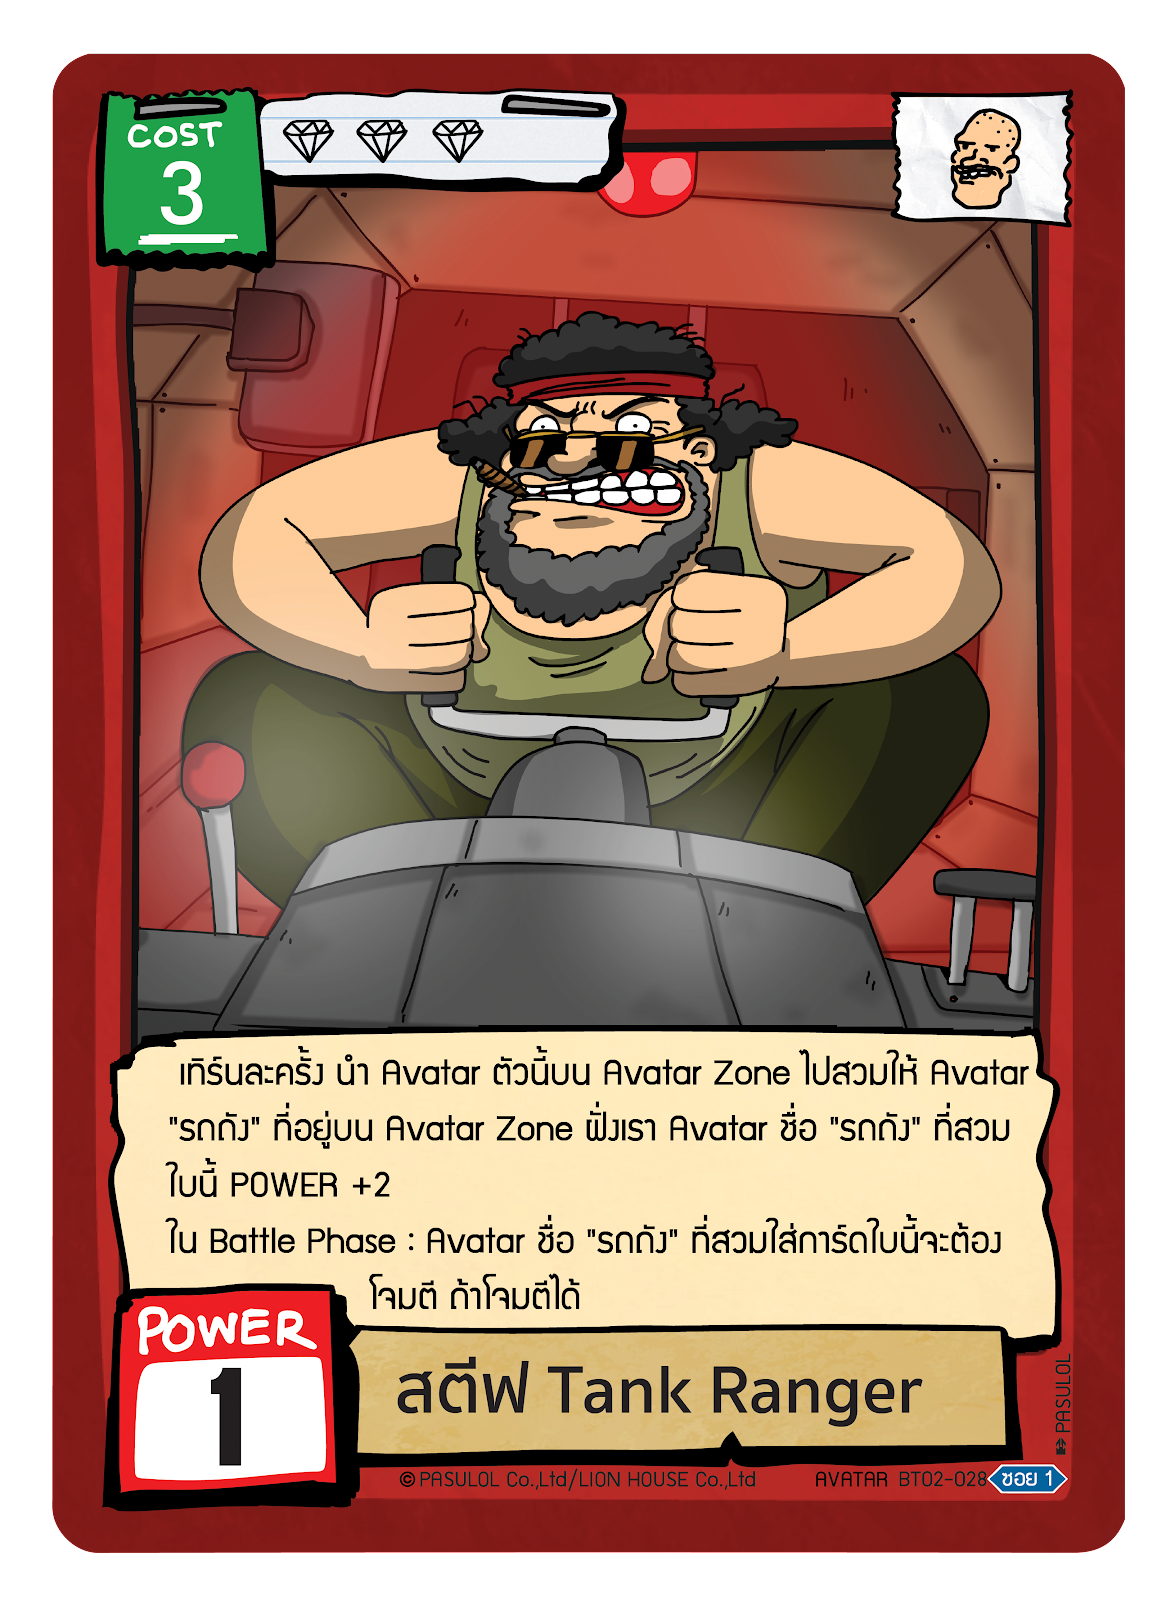 COST
3
เทิร์นละครั้ง นำ Avatar ตัวนี้บน Avatar Zone ไปสวมให้ Avatar
"รถถัง" ที่อยู่บน Avatar Zone ฝั่งเรา Avatar ชื่อ "รถถัง" ที่สวม
ใบนี้ POWER +2
ใน Battle Phase : Avatar ชื่อ "รถถัง" ที่สวมใส่การ์ดใบนี้จะต้อง
โจมตี ถ้าโจมตีได้
POWER
1
สตีฟ Tank Ranger
PASULOL
© PASULOL Co.,Ltd/LION HOUSE Co.,Ltd
AVATAR BT02-028 ซอย 1